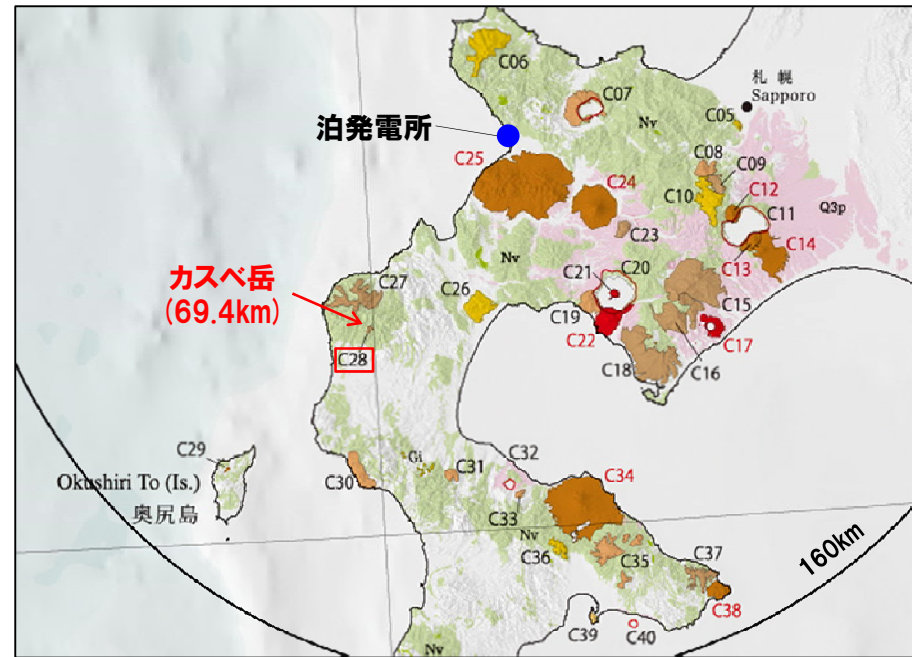 C06
C07
札幌
Sapporo
C05
泊発電所
Nv
C25
C08
C09
C24
C10
C12
C11
Q3p
C23
C14
C13
Nv
C21
C20
カスベ岳
(69.4km)
C27
C26
C15
C19
C22
C17
C28
C18
C16
C29
Okushiri To (Is.)
奥尻島
C30
Gi
C31
C32
C34
C33
Nv
C36
C35
C37
160km
C38
C39
C40
Nv